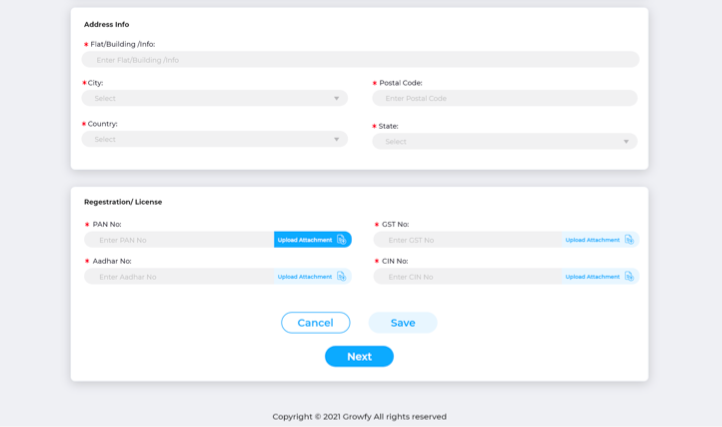 Address Info
* Flat/Building /Info:
Enter Flat/Building /Info
* City:
* Postal Code:
Select
Enter Postal Code
* Country:
* State:
Select
Select
Regestration/ License
* PAN No:
* GST No:
Enter PAN No
Upload Attachment
Enter GST No
Upload Attachment
* Aadhar No:
* CIN No:
Enter Aadhar No
Upload Attachment
Enter CIN No
Upload Attachment
Cancel
Save
Next
Copyright © 2021 Growfy All rights reserved